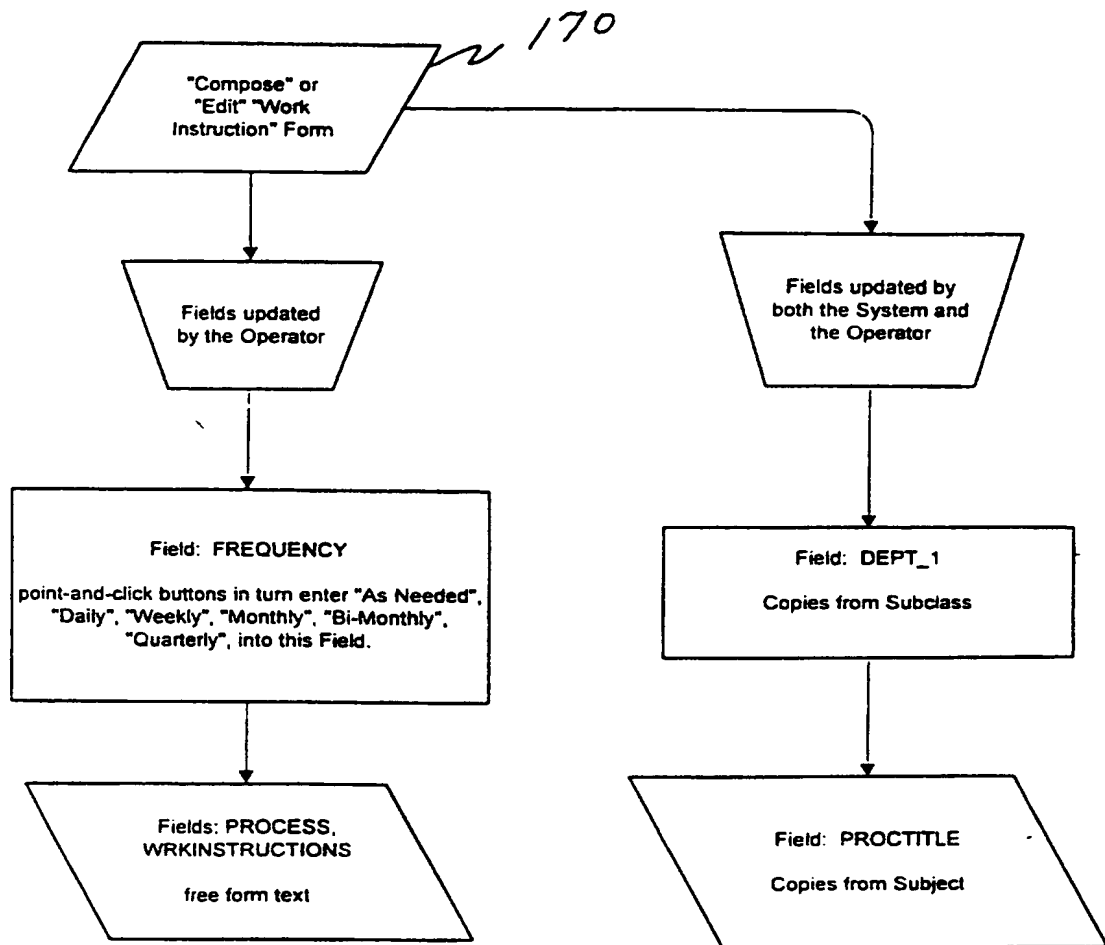 170
"Compose" or
"Edit" "Work
Instruction" Form
Fields updated
by the Operator
Fields updated by
both the System and
the Operator
Field: FREQUENCY
point-and-click buttons in turn enter "As Needed",
"Daily", "Weekly", "Monthly", "Bi-Monthly",
"Quarterly", into this Field.
Field: DEPT_1
Copies from Subclass
Fields: PROCESS,
WRKINSTRUCTIONS
free form text
Field: PROCTITLE
Copies from Subject